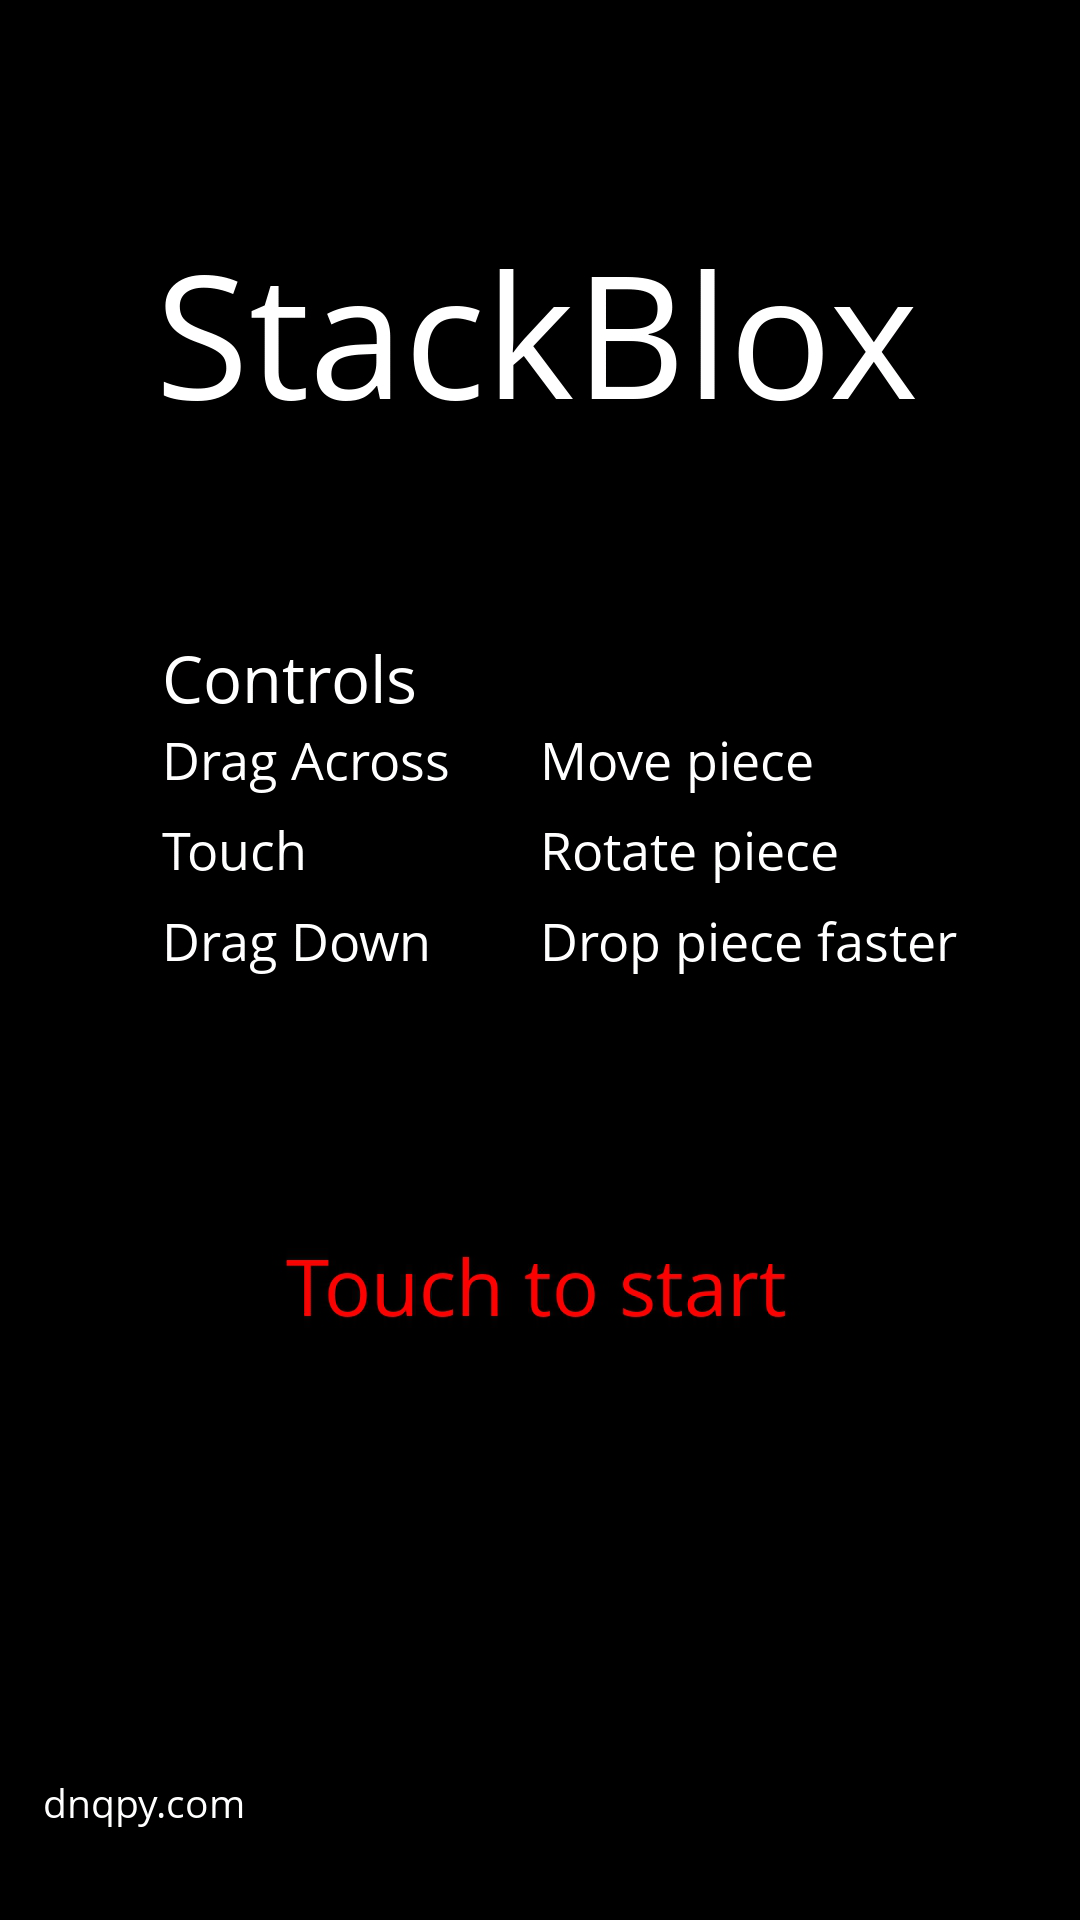 StackBlox
Controls
Drag Across Move piece
Touch Rotate piece
Drag Down Drop piece faster
Touch to start
dnqpy.com